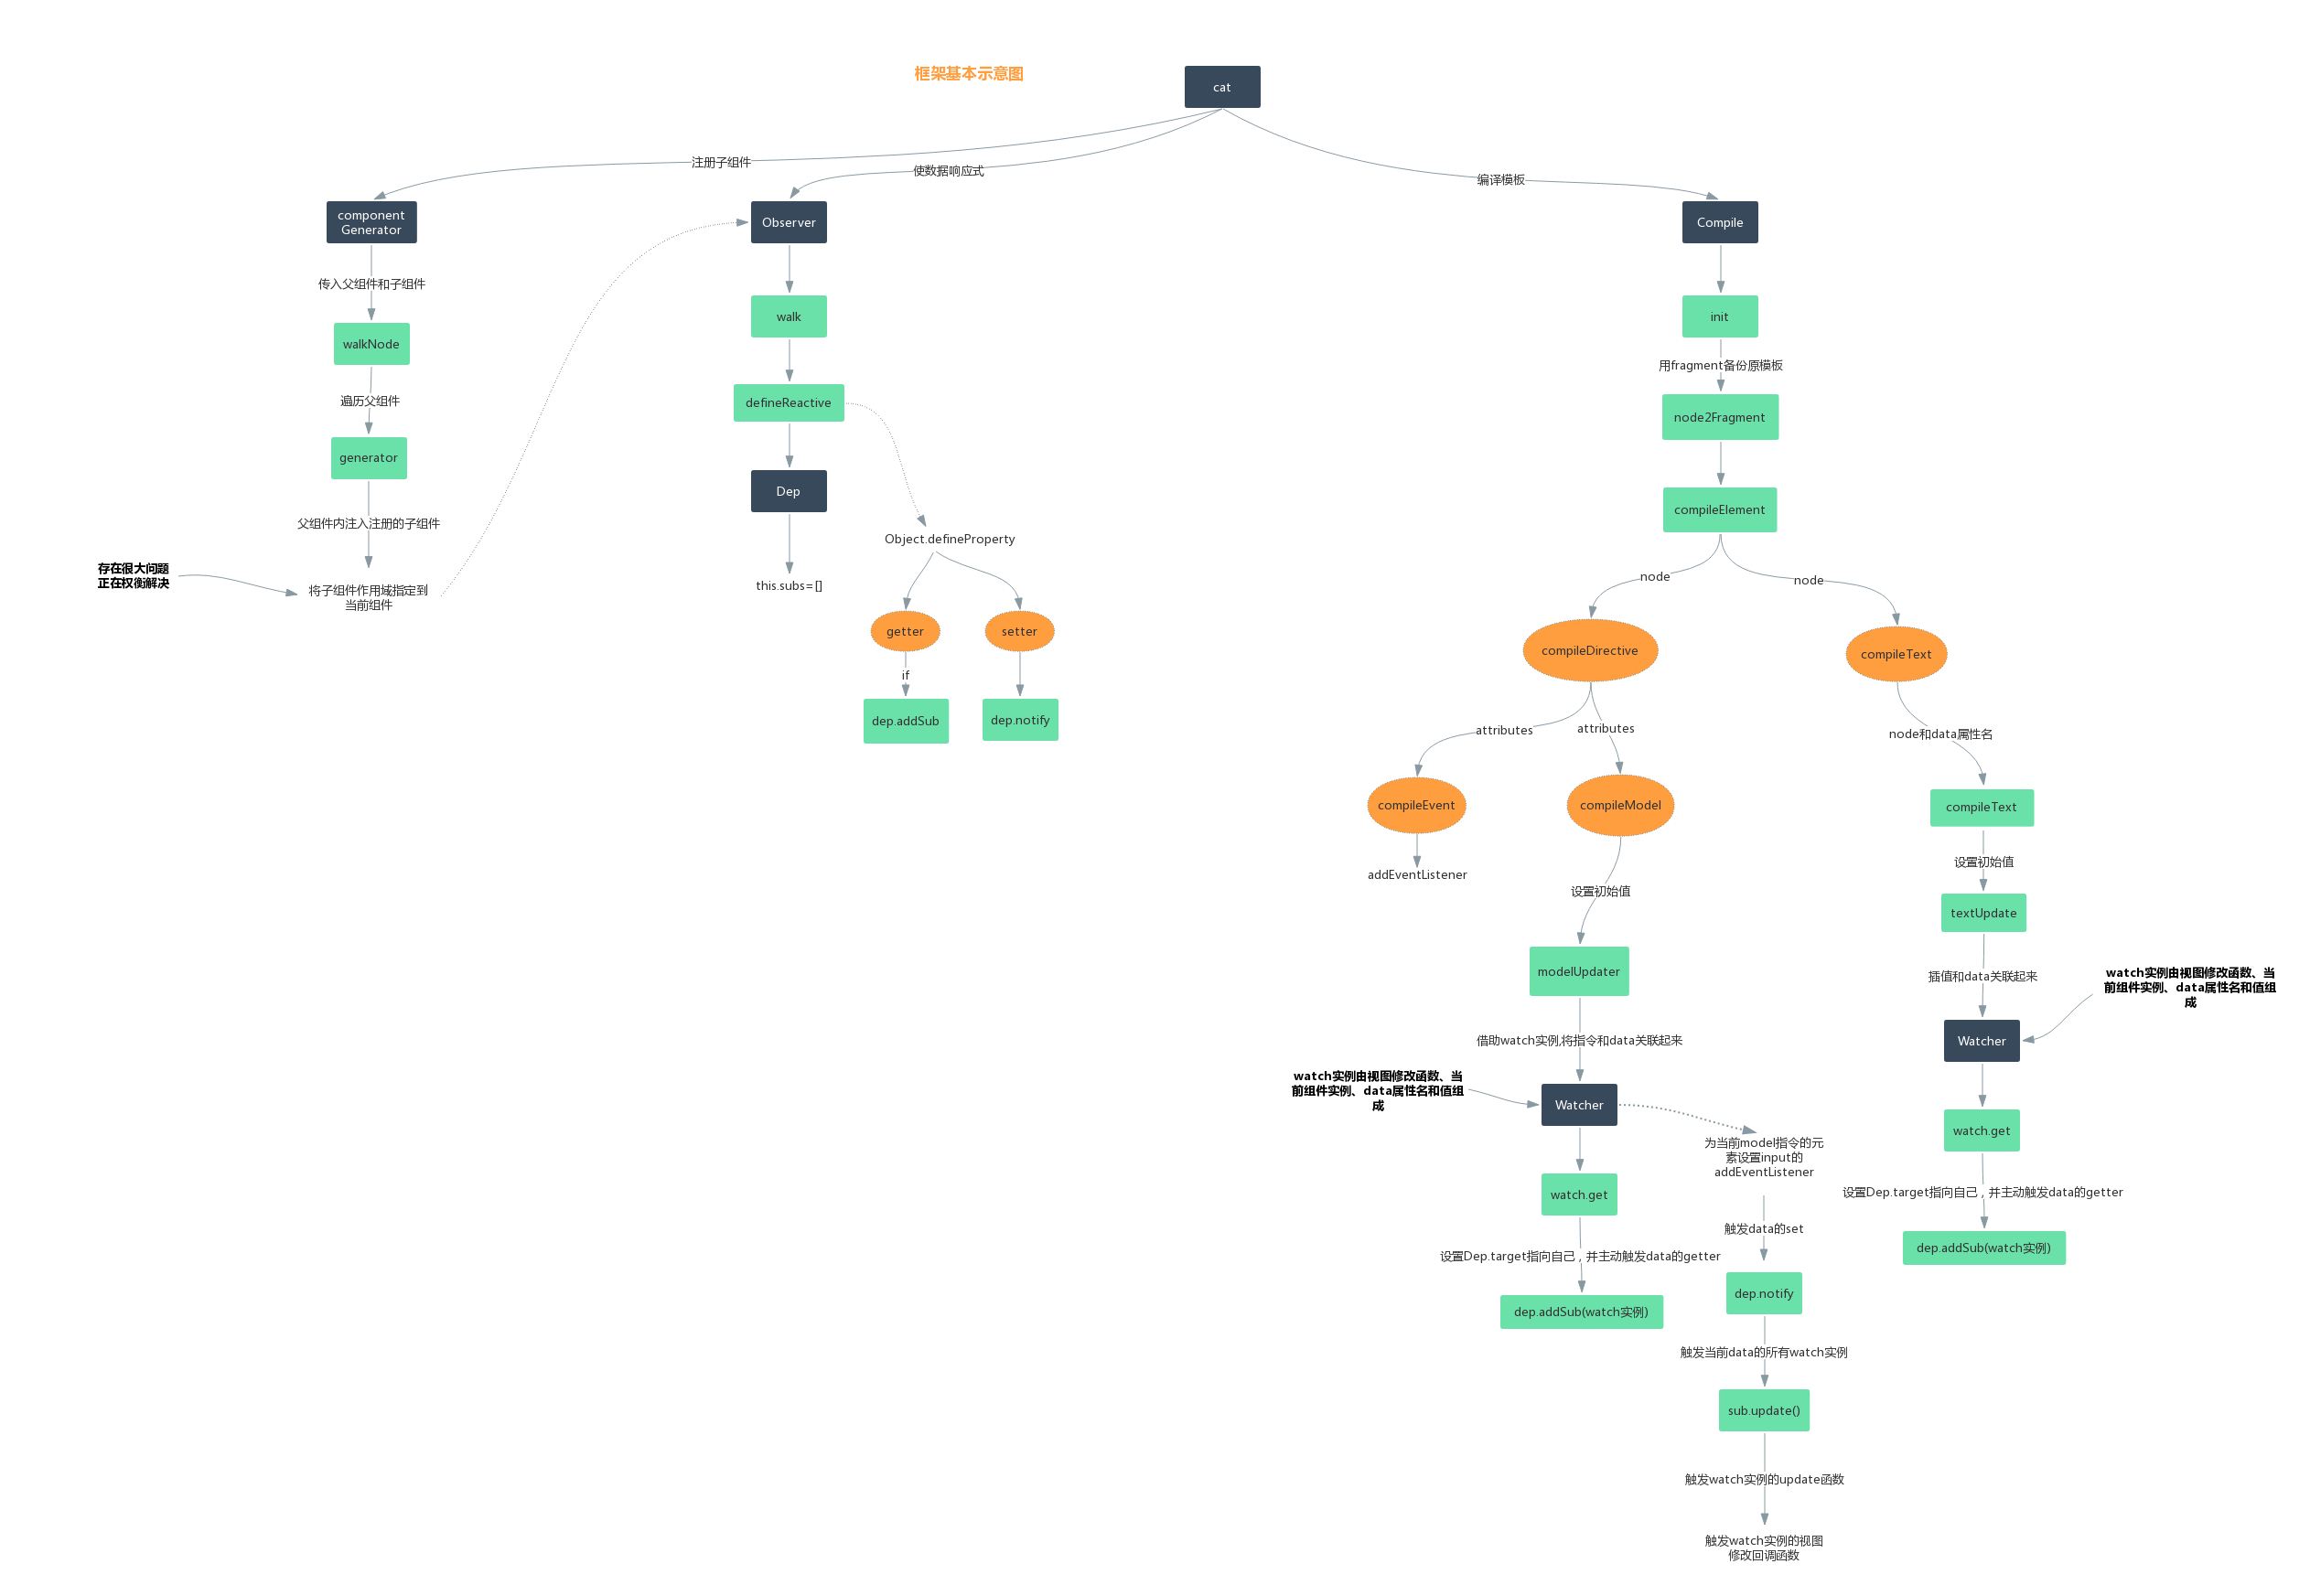 框架基本示意图
cat
注册子组件
使数据响应式
编译模板
component
Generator
Observer
Compile
传入父组件和子组件
walk
init
walkNode
用fragment备份原模板
遍历父组件
defineReactive
node2Fragment
generator
Dep
compileElement
父组件内注入注册的子组件
Object.defineProperty
存在很大问题
正在权衡解决
this.subs=[]
将子组件作用域指定到
当前组件
node
node
getter
setter
compileDirective
compileText
if
dep.addSub
dep.notify
attributes
attributes
node和data属性名
compileEvent
compileModel
compileText
addEventListener
设置初始值
设置初始值
textUpdate
modelUpdater
插值和data关联起来
watch实例由视图修改函数、当
前组件实例、data属性名和值组
成
借助watch实例,将指令和data关联起来
Watcher
watch实例由视图修改函数、当
前组件实例、data属性名和值组
成
Watcher
watch.get
为当前model指令的元
素设置input的
addEventListener
watch.get
设置Dep.target指向自己，并主动触发data的getter
触发data的set
dep.addSub(watch实例)
设置Dep.target指向自己，并主动触发data的getter
dep.notify
dep.addSub(watch实例)
触发当前data的所有watch实例
sub.update()
触发watch实例的update函数
触发watch实例的视图
修改回调函数